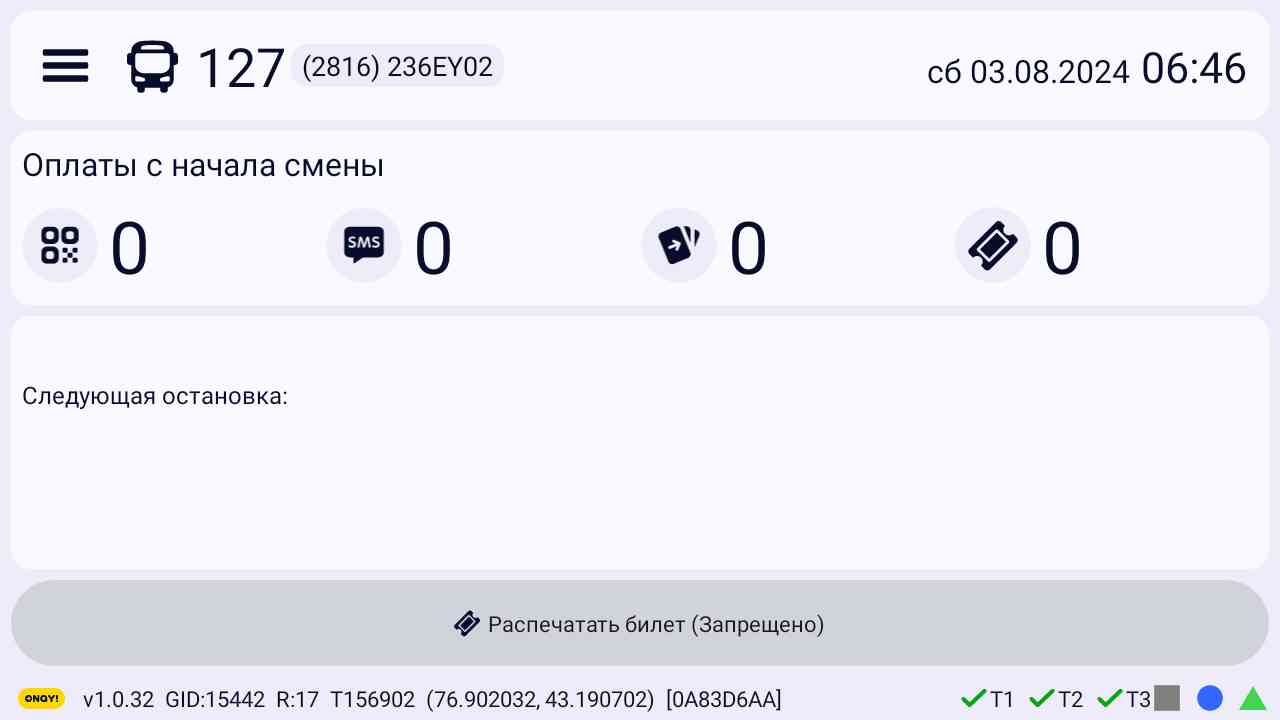 127 (2816) 236EY02 сб 03.08.2024 06:46
Оплаты с начала смены
0 SMS 0 0 0
Следующая остановка:
Распечатать билет (Запрещено)
ONAY! v1.0.32 GID:15442 R:17 T156902 (76.902032, 43.190702) [0A83D6AA] T1 T2 T3